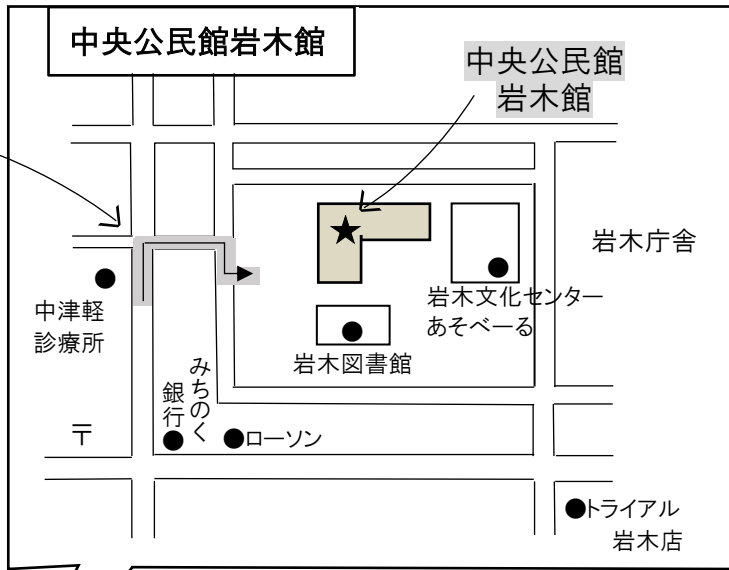 中央公民館岩木館
中央公民館
岩木館
岩木庁舎
岩木文化センター
あそべーる
中津軽
診療所
岩木図書館
みちのく
銀行
〒
ローソン
トライアル
岩木店